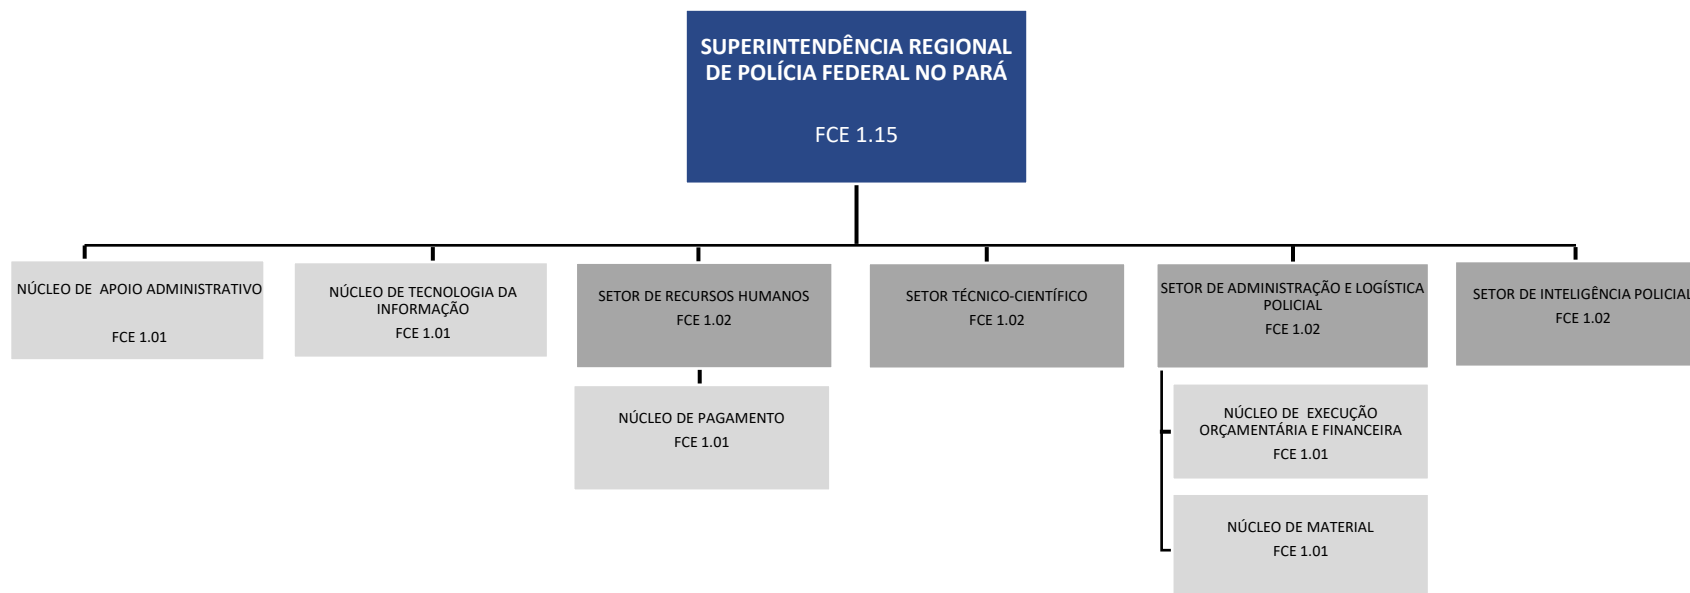 SUPERINTENDÊNCIA REGIONAL
DE POLÍCIA FEDERAL NO PARÁ
FCE 1.15
NÚCLEO DE APOIO ADMINISTRATIVO
FCE 1.01
NÚCLEO DE TECNOLOGIA DA
INFORMAÇÃO
FCE 1.01
SETOR DE RECURSOS HUMANOS
FCE 1.02
SETOR TÉCNICO-CIENTÍFICO
FCE 1.02
SETOR DE ADMINISTRAÇÃO E LOGÍSTICA
POLICIAL
FCE 1.02
SETOR DE INTELIGÊNCIA POLICIAL
FCE 1.02
NÚCLEO DE PAGAMENTO
FCE 1.01
NÚCLEO DE EXECUÇÃO
ORÇAMENTÁRIA E FINANCEIRA
FCE 1.01
NÚCLEO DE MATERIAL
FCE 1.01